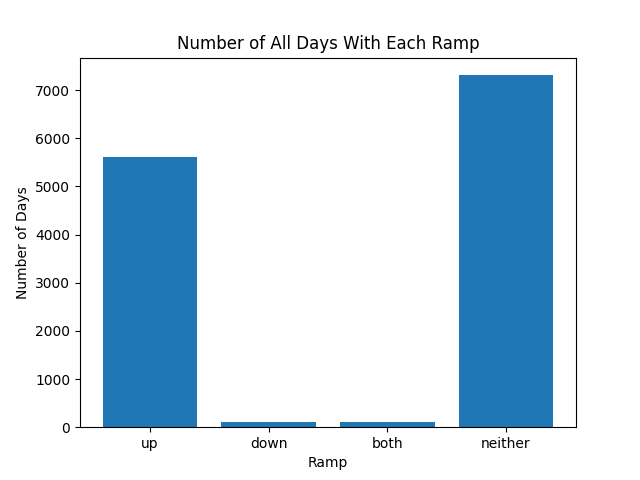 Number of All Days With Each Ramp
Number of Days
7000
6000
5000
4000
3000
2000
1000
0
up down both neither
Ramp